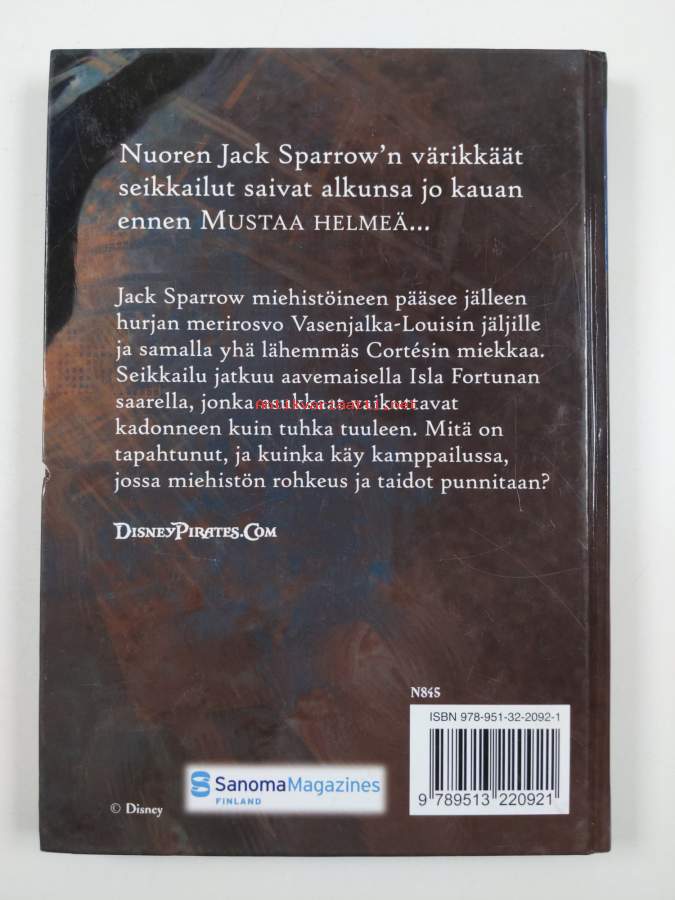 Nuoren Jack Sparrow'n värikkäät
seikkailut saivat alkunsa jo kauan
ennen MUSTAA HELMEÄ...
Jack Sparrow miehistöineen pääsee jälleen
hurjan merirosvo Vasenjalka-Louisin jäljille
ja samalla yhä lähemmäs Cortésin miekkaa.
Seikkailu jatkuu aavemaisella Isla Fortunan
saarella, jonka asukkaat vaikuttavat
kadonneen kuin tuhka tuuleen. Mitä on
tapahtunut, ja kuinka käy kamppailussa,
jossa miehistön rohkeus ja taidot punnitaan?
DISNEYPIRATES.COM
N845
ISBN 978-951-32-2092-1
9 789513 220921
SanomaMagazines
FINLAND
© Disney